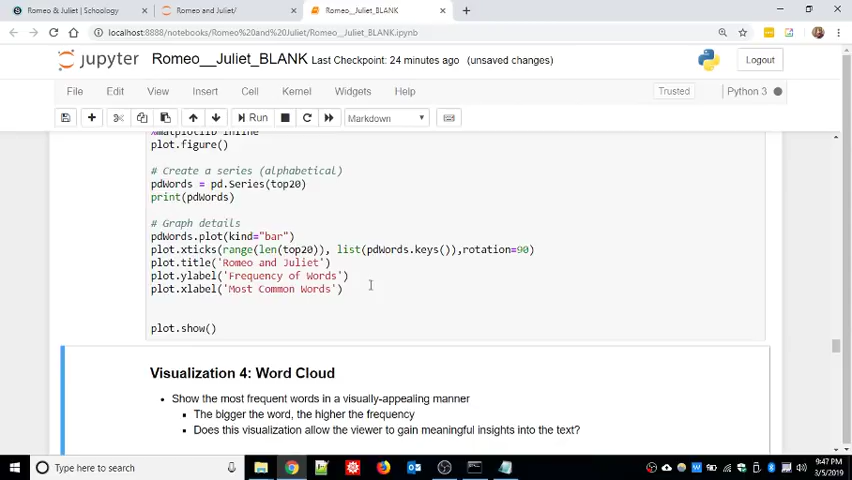 Romeo & Juliet | Schoology
Romeo and Juliet/
Romeo__Juliet_BLANK
localhost:8888/notebooks/Romeo%20and%20Juliet/Romeo__Juliet_BLANK.ipynb
jupyter Romeo__Juliet_BLANK Last Checkpoint: 24 minutes ago (unsaved changes)
Logout
File Edit View Insert Cell Kernel Widgets Help
Trusted
Python 3
Run
Markdown
%matplotlib inline
plot.figure()
# Create a series (alphabetical)
pdWords = pd.Series(top20)
print(pdWords)
# Graph details
pdWords.plot(kind="bar")
plot.xticks(range(len(top20)), list(pdWords.keys()),rotation=90)
plot.title('Romeo and Juliet')
plot.ylabel('Frequency of Words')
plot.xlabel('Most Common Words')
plot.show()
Visualization 4: Word Cloud
Show the most frequent words in a visually-appealing manner
The bigger the word, the higher the frequency
Does this visualization allow the viewer to gain meaningful insights into the text?
Type here to search
9:47 PM
3/5/2019